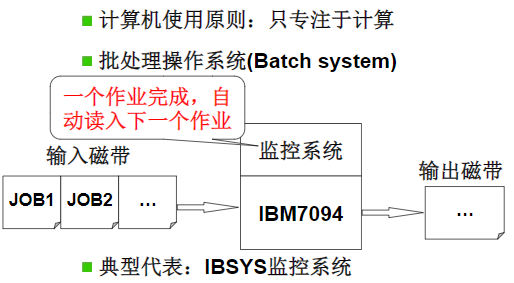 计算机使用原则：只专注于计算
批处理操作系统(Batch system)
一个作业完成，自
动读入下一个作业
输入磁带
监控系统
输出磁带
JOB1 JOB2 …
IBM7094
…
典型代表：IBSYS监控系统